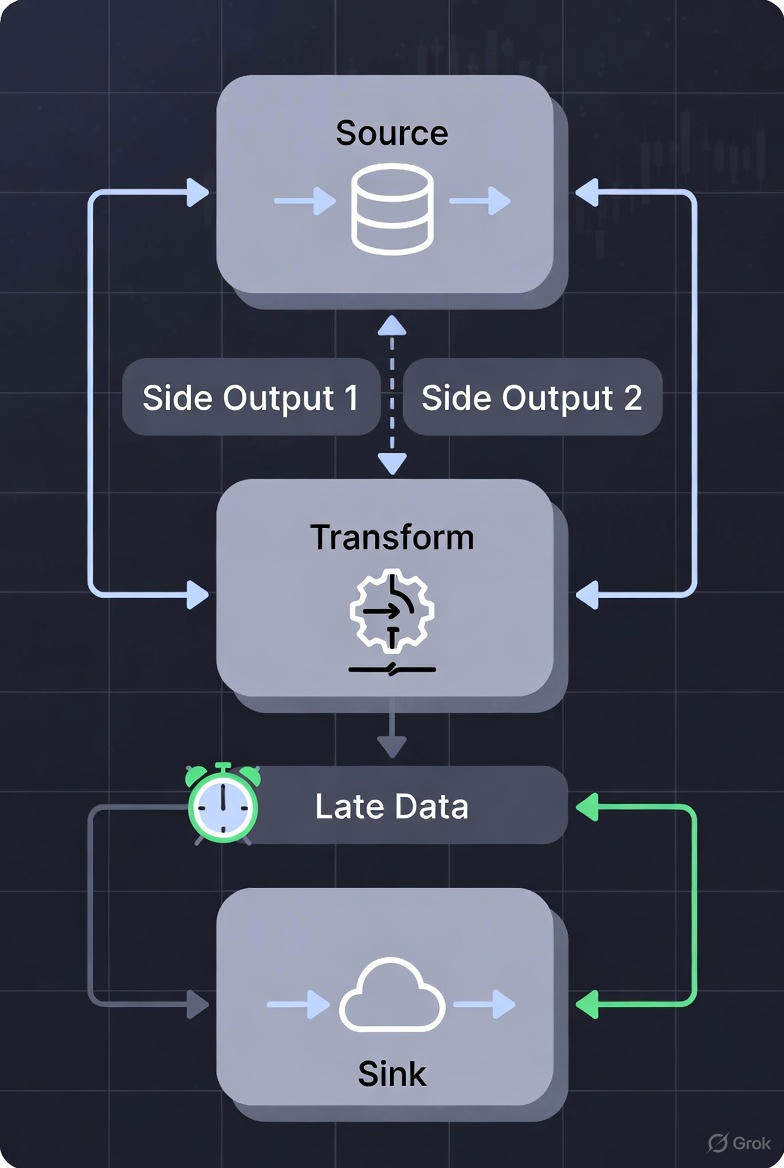 Source
Side Output 1
Side Output 2
Transform
Late Data
Sink
Grok